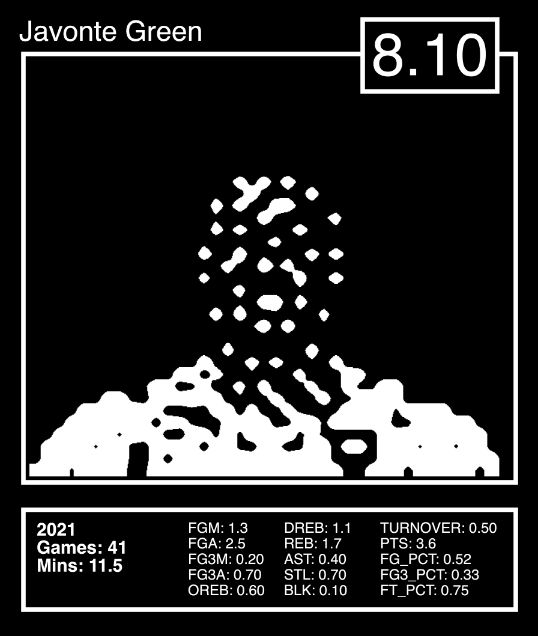 Javonte Green
8.10
2021
Games: 41
Mins: 11.5
FGM: 1.3
FGA: 2.5
FG3M: 0.20
FG3A: 0.70
OREB: 0.60
DREB: 1.1
REB: 1.7
AST: 0.40
STL: 0.70
BLK: 0.10
TURNOVER: 0.50
PTS: 3.6
FG_PCT: 0.52
FG3_PCT: 0.33
FT_PCT: 0.75